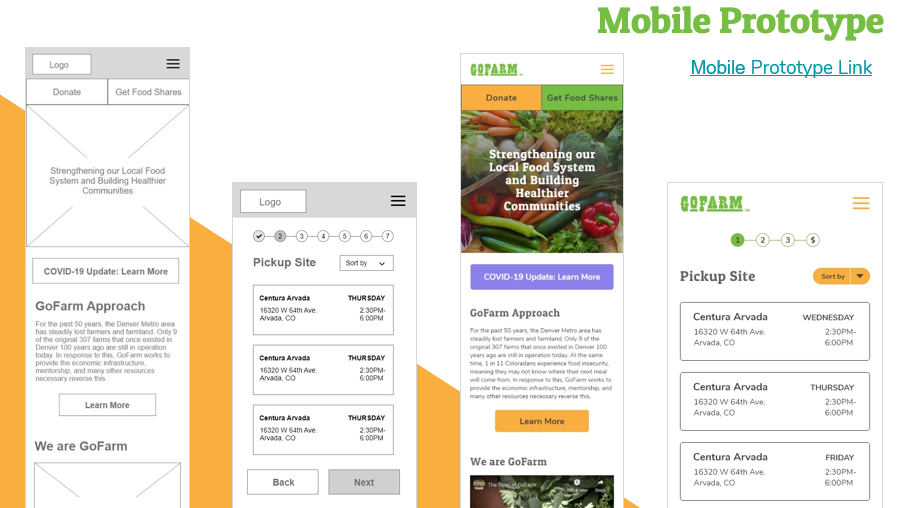 Mobile Prototype
Mobile Prototype Link
Logo
Donate
Get Food Shares
Strengthening our Local Food
System and Building Healthier
Communities
COVID-19 Update: Learn More
GoFarm Approach
For the past 50 years, the Denver Metro area
has steadily lost farmers and farmland. Only 9
of the original 307 farms that once existed in
Denver 100 years ago are still in operation
today. In response to this, GoFarm works to
provide the economic infrastructure,
mentorship, and many other resources
necessary reverse this.
Learn More
We are GoFarm
Logo
2 3 4 5 6 7
Pickup Site
Sort by
Centura Arvada THURSDAY
16320 W 64th Ave. 2:30PM-
Arvada, CO 6:00PM
Centura Arvada THURSDAY
16320 W 64th Ave. 2:30PM-
Arvada, CO 6:00PM
Centura Arvada THURSDAY
16320 W 64th Ave. 2:30PM-
Arvada, CO 6:00PM
Back
Next
GOFARM
Donate
Get Food Shares
Strengthening our
Local Food System
and Building
Healthier
Communities
COVID-19 Update: Learn More
GoFarm Approach
For the past 50 years, the Denver Metro area has
steadily lost farmers and farmland. Only 9 of the
original 307 farms that once existed in Denver 100
years ago are still in operation today. At the same
time, 1 in 11 Coloradans experience food insecurity,
meaning they may not know where their next meal
will come from. In response to this, GoFarm works to
provide the economic infrastructure, mentorship, and
many other resources necessary reverse this.
Learn More
We are GoFarm
The Story of GoFarm
Share
GOFARM
1 2 3 $
Pickup Site
Sort by
Centura Arvada WEDNESDAY
16320 W 64th Ave. 2:30PM-
Arvada, CO 6:00PM
Centura Arvada THURSDAY
16320 W 64th Ave. 2:30PM-
Arvada, CO 6:00PM
Centura Arvada FRIDAY
16320 W 64th Ave. 2:30PM-
Arvada, CO 6:00PM